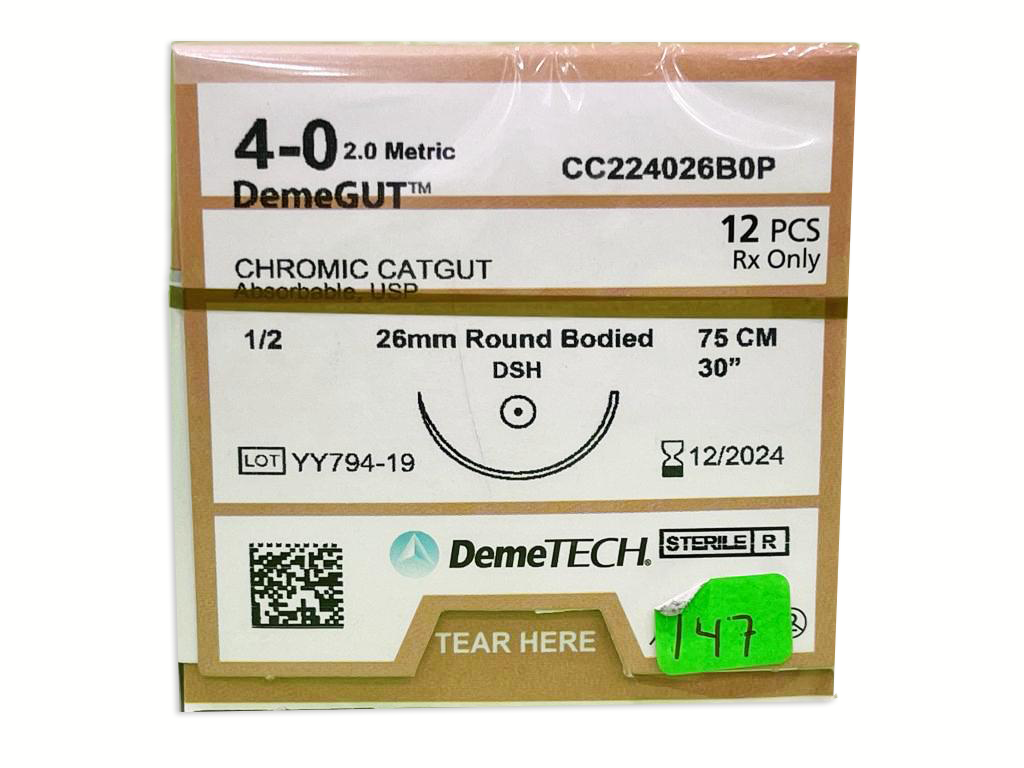 4-0 2.0 Metric
CC224026B0P
DemeGUT™
12 PCS
Rx Only
CHROMIC CATGUT
Absorbable, USP
1/2 26mm Round Bodied 75 CM
DSH 30”
LOT YY794-19
12/2024
DemeTECH®
STERILE R
TEAR HERE
147